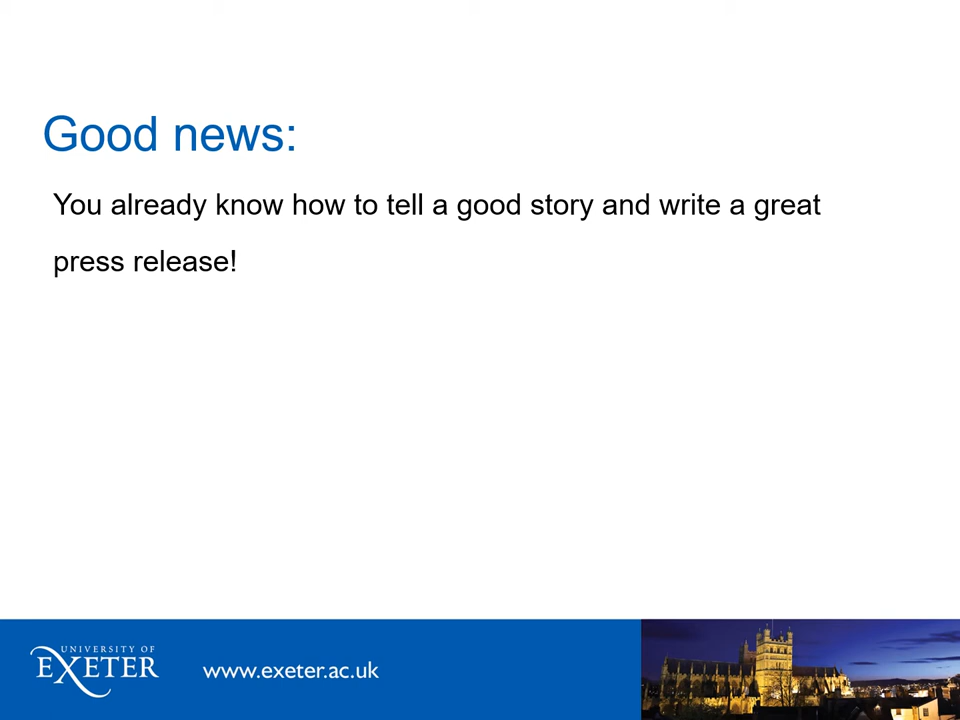 Good news:
You already know how to tell a good story and write a great
press release!
UNIVERSITY OF
EXETER
www.exeter.ac.uk